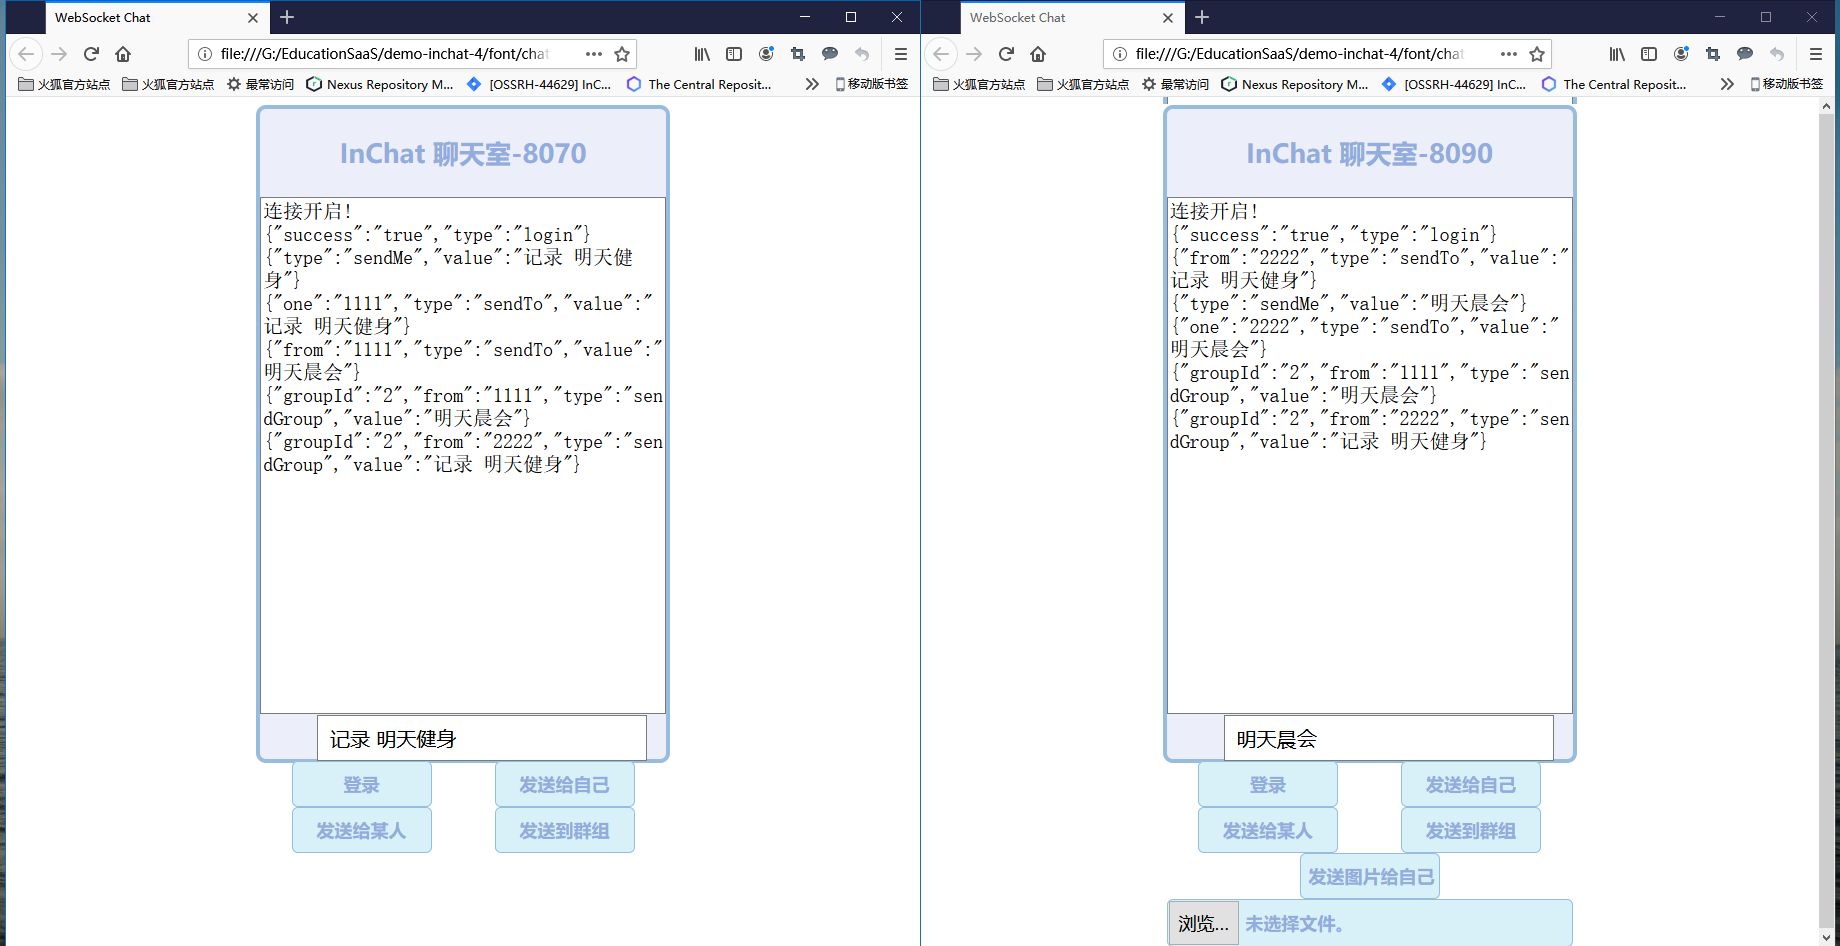 WebSocket Chat
file:///G:/EducationSaaS/demo-inchat-4/font/chat
火狐官方站点 火狐官方站点 最常访问 Nexus Repository M... [OSSRH-44629] InC... The Central Reposit... 移动版书签
InChat 聊天室-8070
连接开启!
{"success":"true","type":"login"}
{"type":"sendMe","value":"记录 明天健
身"}
{"one":"1111","type":"sendTo","value":"
记录 明天健身"}
{"from":"1111","type":"sendTo","value":"
明天晨会"}
{"groupId":"2","from":"1111","type":"sen
dGroup","value":"明天晨会"}
{"groupId":"2","from":"2222","type":"sen
dGroup","value":"记录 明天健身"}
记录 明天健身
登录 发送给自己
发送给某人 发送到群组
WebSocket Chat
file:///G:/EducationSaaS/demo-inchat-4/font/chat
火狐官方站点 火狐官方站点 最常访问 Nexus Repository M... [OSSRH-44629] InC... The Central Reposit... 移动版书签
InChat 聊天室-8090
连接开启!
{"success":"true","type":"login"}
{"from":"2222","type":"sendTo","value":"
记录 明天健身"}
{"type":"sendMe","value":"明天晨会"}
{"one":"2222","type":"sendTo","value":"
明天晨会"}
{"groupId":"2","from":"1111","type":"sen
dGroup","value":"明天晨会"}
{"groupId":"2","from":"2222","type":"sen
dGroup","value":"记录 明天健身"}
明天晨会
登录 发送给自己
发送给某人 发送到群组
发送图片给自己
浏览... 未选择文件。